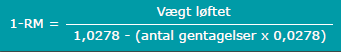 Vægt løftet
1-RM =
1,0278 - (antal gentagelser x 0,0278)